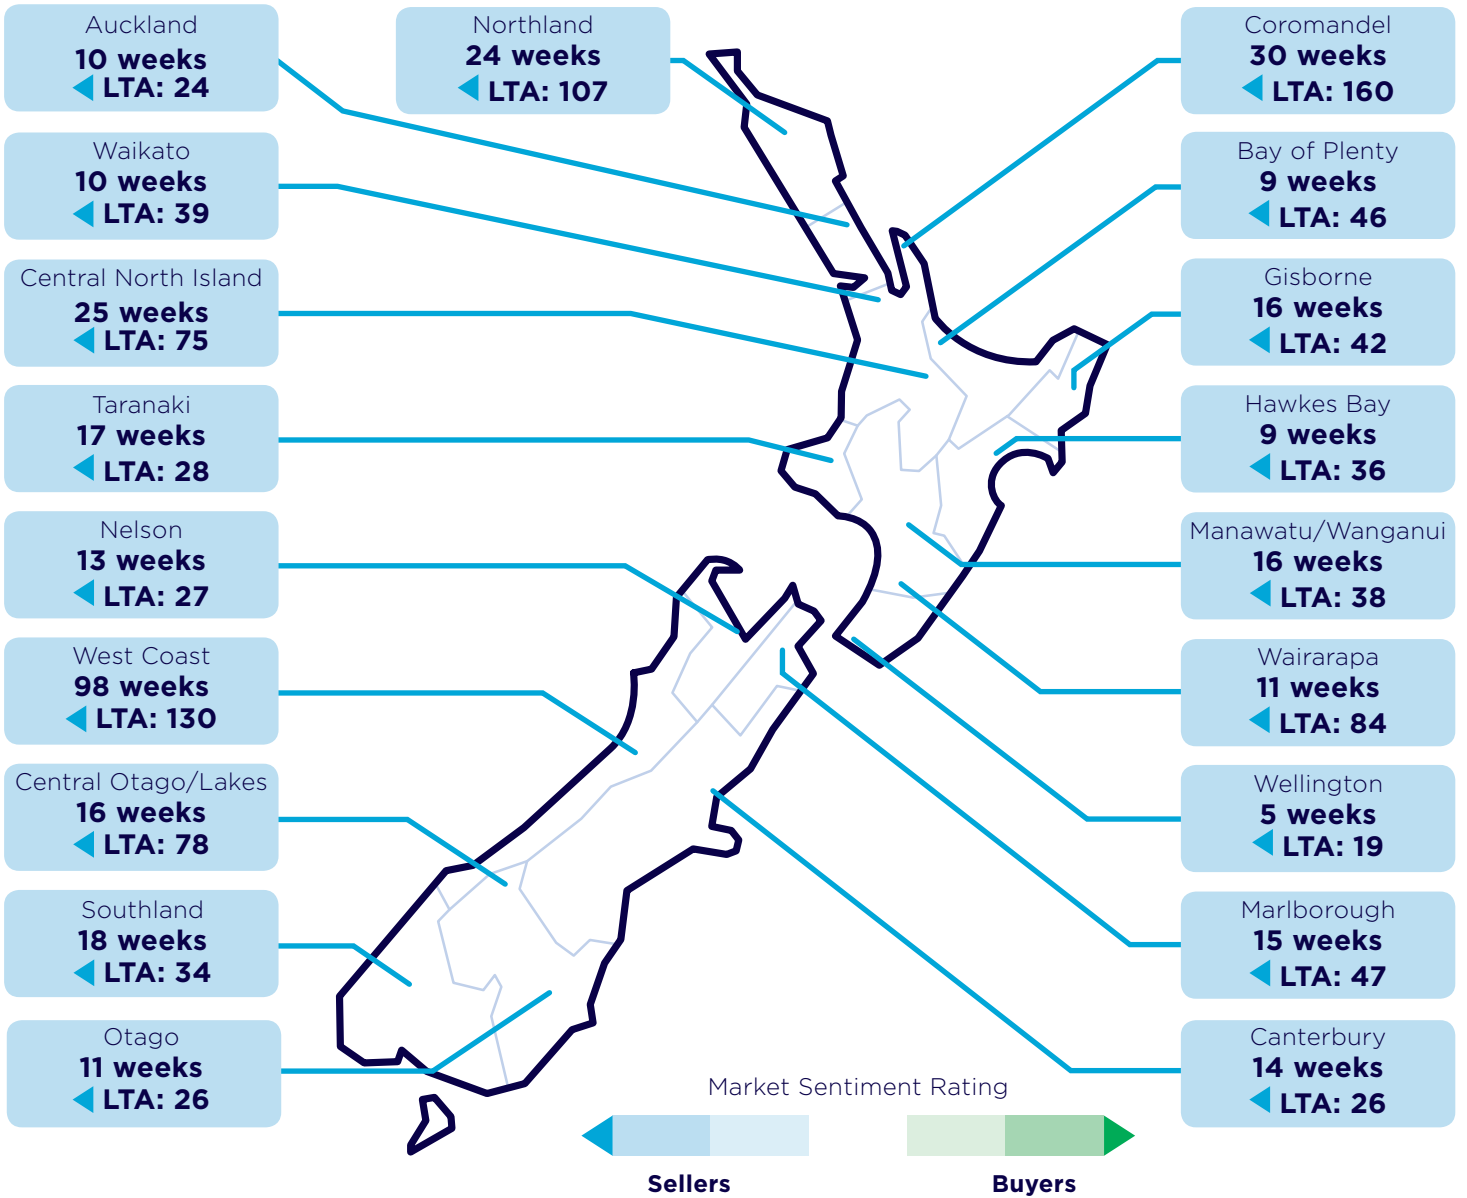 Auckland
10 weeks
LTA: 24
Northland
24 weeks
LTA: 107
Coromandel
30 weeks
LTA: 160
Waikato
10 weeks
LTA: 39
Bay of Plenty
9 weeks
LTA: 46
Central North Island
25 weeks
LTA: 75
Gisborne
16 weeks
LTA: 42
Taranaki
17 weeks
LTA: 28
Hawkes Bay
9 weeks
LTA: 36
Nelson
13 weeks
LTA: 27
Manawatu/Wanganui
16 weeks
LTA: 38
West Coast
98 weeks
LTA: 130
Wairarapa
11 weeks
LTA: 84
Central Otago/Lakes
16 weeks
LTA: 78
Wellington
5 weeks
LTA: 19
Southland
18 weeks
LTA: 34
Marlborough
15 weeks
LTA: 47
Otago
11 weeks
LTA: 26
Canterbury
14 weeks
LTA: 26
Market Sentiment Rating
Sellers
Buyers